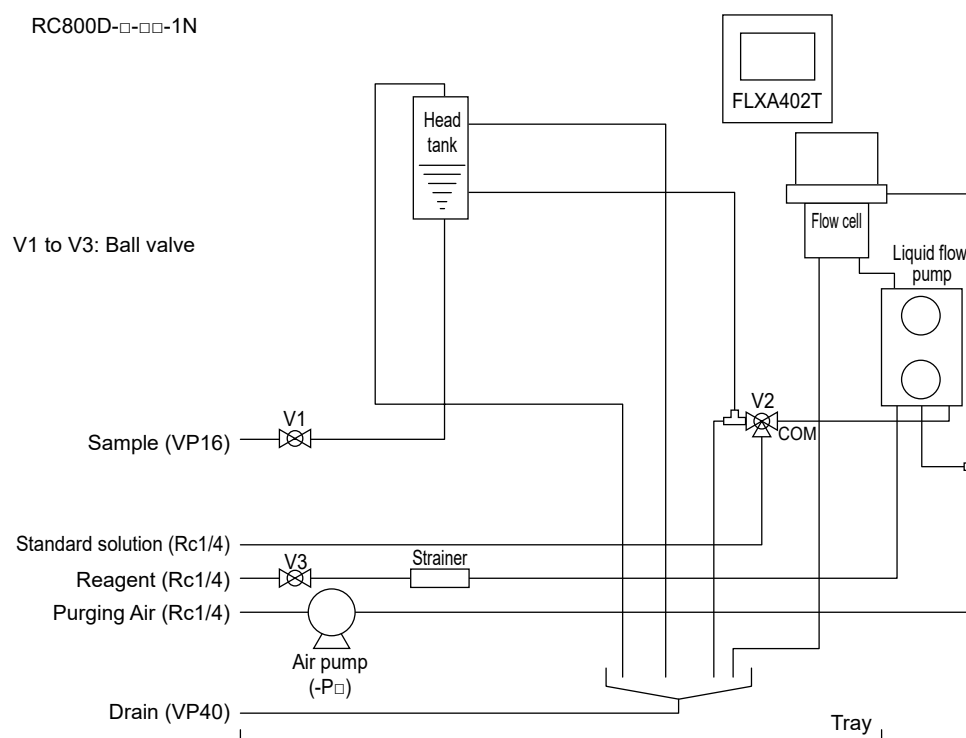 RC800D-□-□□-1N
FLXA402T
Head
tank
Flow cell
V1 to V3: Ball valve
Liquid flow
pump
V1
V2
Sample (VP16)
COM
Standard solution (Rc1/4)
V3
Strainer
Reagent (Rc1/4)
Purging Air (Rc1/4)
Air pump
(-P□)
Drain (VP40)
Tray